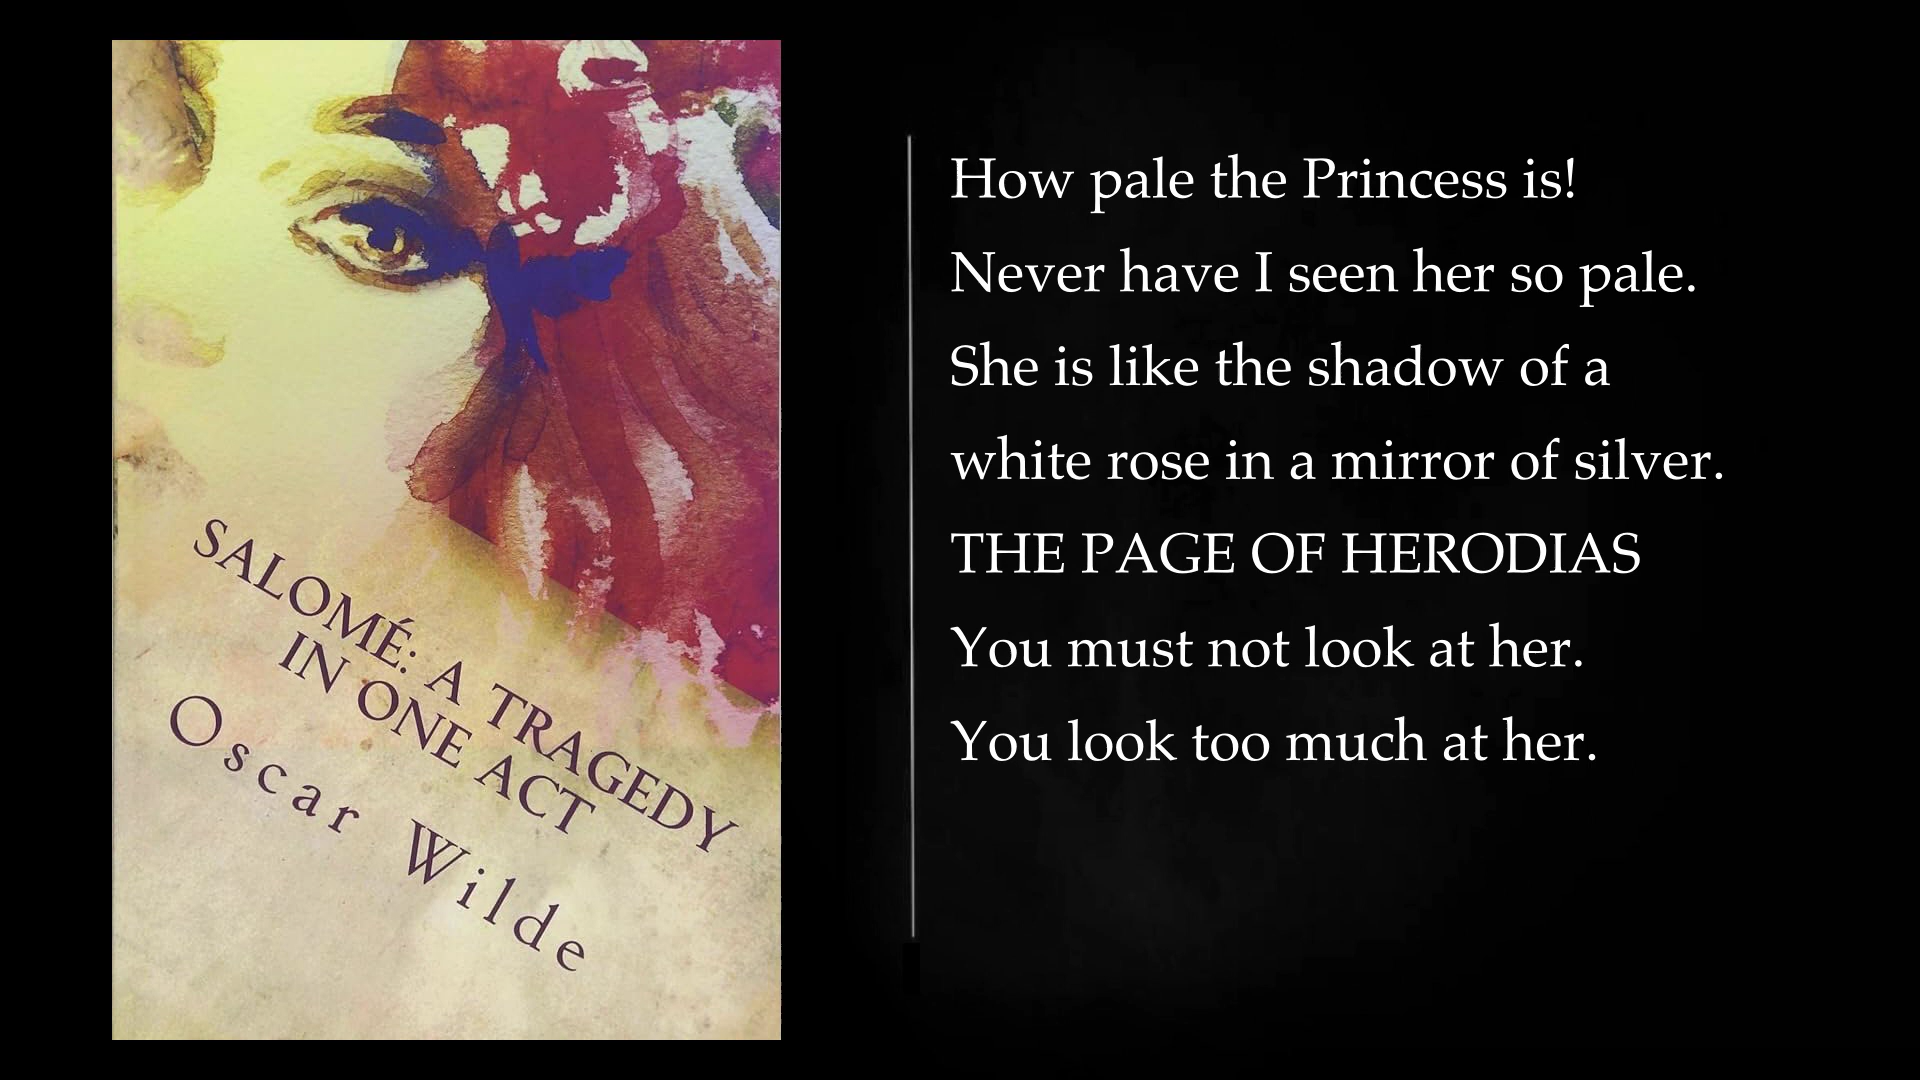 SALOMÉ: A TRAGEDY
IN ONE ACT
Oscar Wilde
How pale the Princess is!
Never have I seen her so pale.
She is like the shadow of a
white rose in a mirror of silver.
THE PAGE OF HERODIAS
You must not look at her.
You look too much at her.